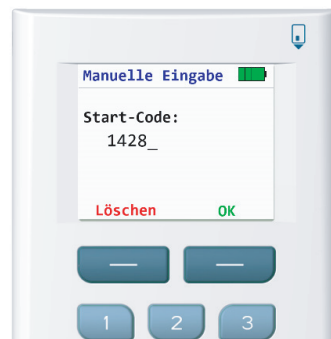 Manuelle Eingabe
Start-Code:
1428_
Löschen OK
1 2 3